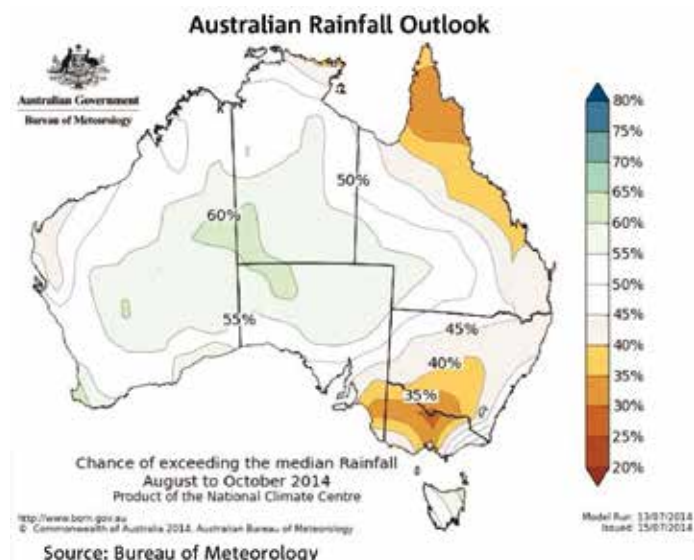 Australian Rainfall Outlook
Australian Government
Bureau of Meteorology
80%
75%
70%
65%
60%
55%
50%
45%
40%
35%
30%
25%
20%
50%
60%
55%
45%
40%
35%
Chance of exceeding the median Rainfall
August to October 2014
Product of the National Climate Centre
http://www.bom.gov.au
© Commonwealth of Australia 2014, Australian Bureau of Meteorology
Model Run: 13/07/2014
Issued: 15/07/2014
Source: Bureau of Meteorology